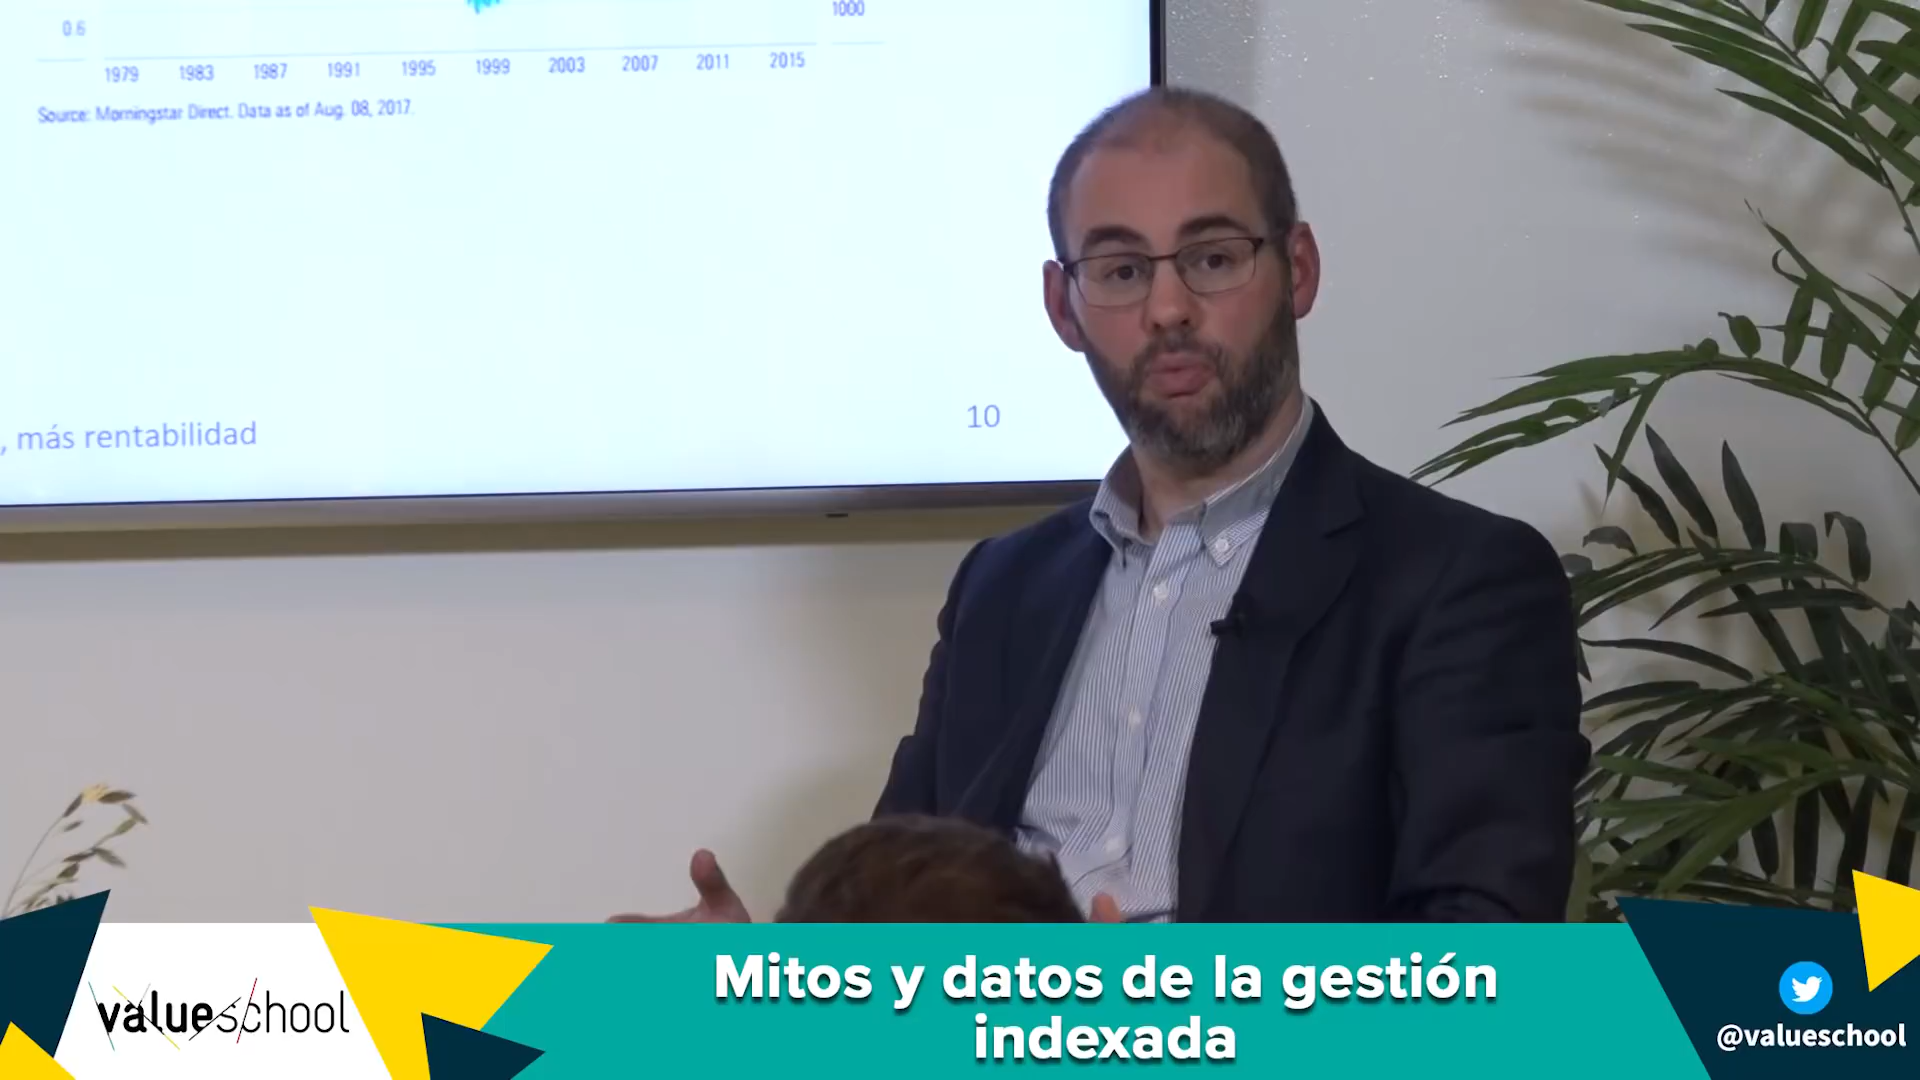 0.6
1000
1979 1983 1987 1991 1995 1999 2003 2007 2011 2015
Source: Morningstar Direct. Data as of Aug. 08, 2017.
, más rentabilidad
10
valueschool
Mitos y datos de la gestión
indexada
@valueschool